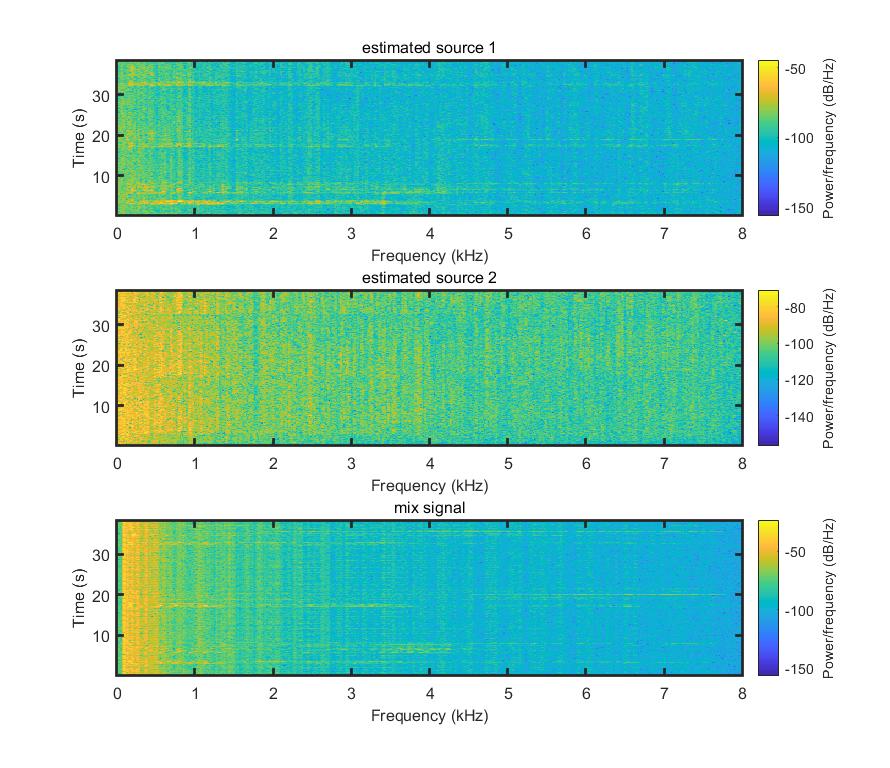 estimated source 1
Time (s)
30
20
10
0 1 2 3 4 5 6 7 8
Frequency (kHz)
-50
-100
-150
Power/frequency (dB/Hz)
estimated source 2
Time (s)
30
20
10
0 1 2 3 4 5 6 7 8
Frequency (kHz)
-80
-100
-120
-140
Power/frequency (dB/Hz)
mix signal
Time (s)
30
20
10
0 1 2 3 4 5 6 7 8
Frequency (kHz)
-50
-100
-150
Power/frequency (dB/Hz)